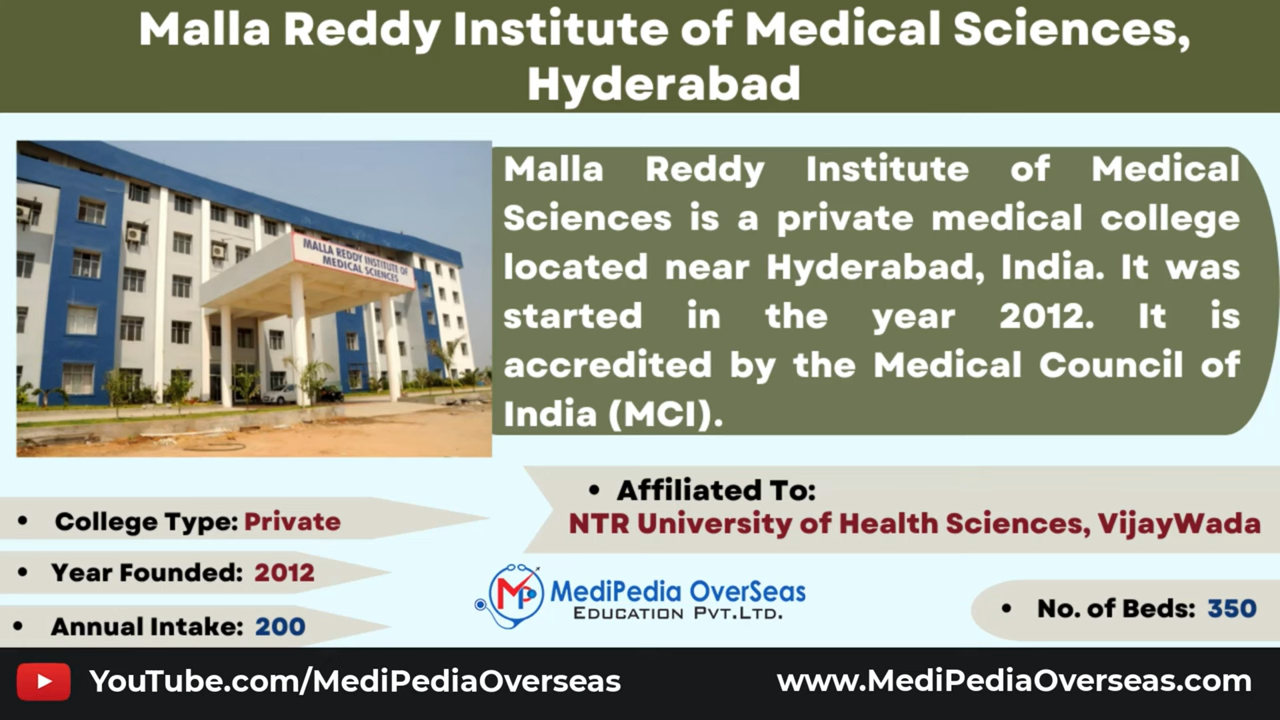 Malla Reddy Institute of Medical Sciences,
Hyderabad
MALLA REDDY INSTITUTE OF
MEDICAL SCIENCES
Malla Reddy Institute of Medical
Sciences is a private medical college
located near Hyderabad, India. It was
started in the year 2012. It is
accredited by the Medical Council of
India (MCI).
• College Type: Private
• Year Founded: 2012
• Annual Intake: 200
• Affiliated To:
NTR University of Health Sciences, VijayWada
MP
MediPedia OverSeas
EDUCATION PVT.LTD.
• No. of Beds: 350
YouTube.com/MediPediaOverseas
www.MediPediaOverseas.com